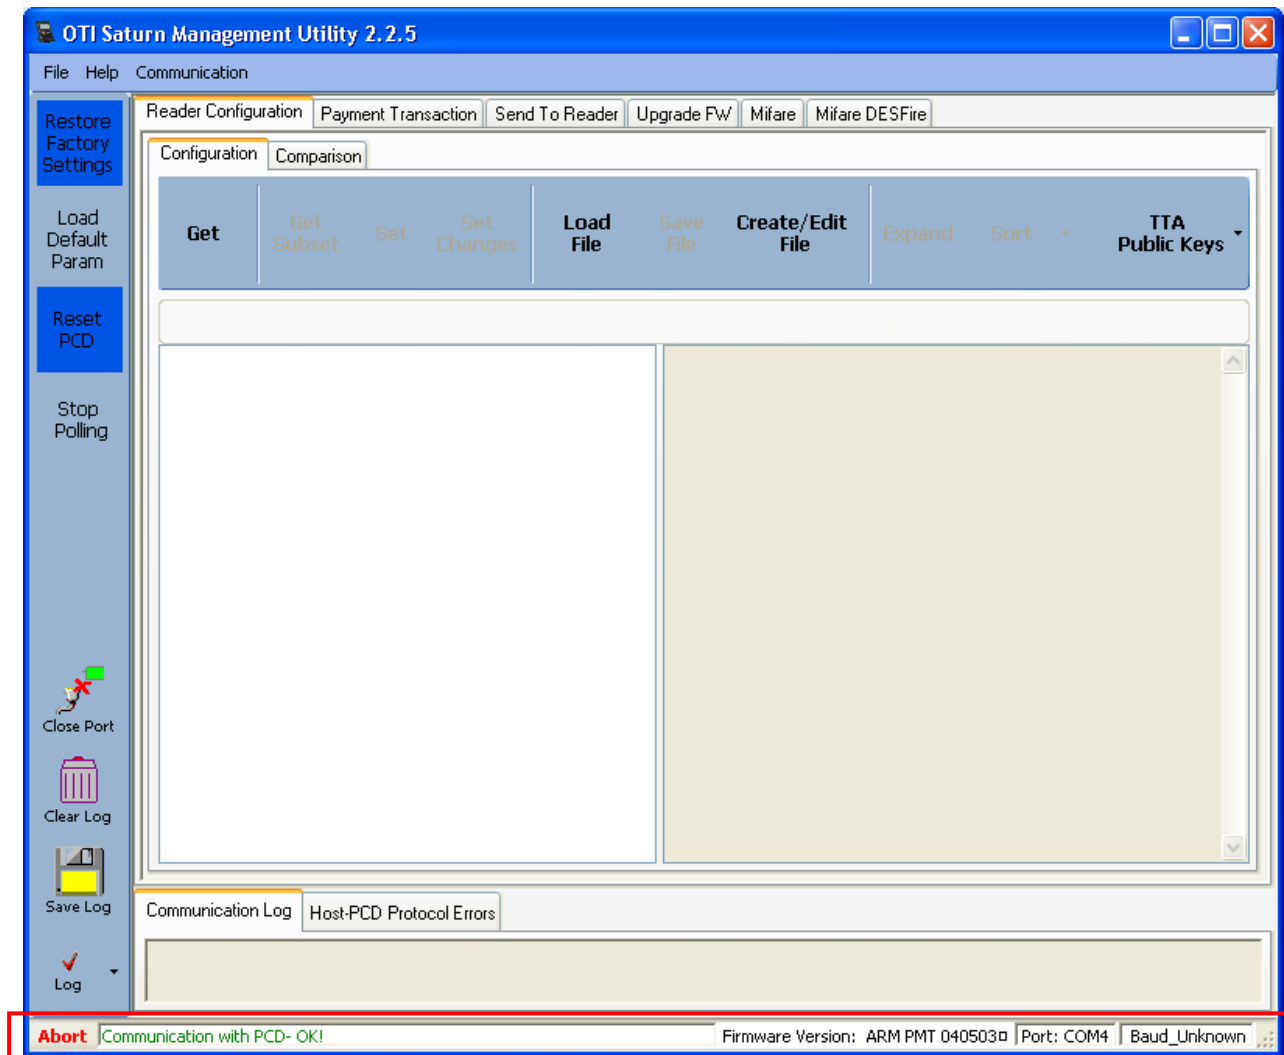 OTI Saturn Management Utility 2.2.5
File Help Communication
Restore
Factory
Settings
Load
Default
Param
Reset
PCD
Stop
Polling
Close Port
Clear Log
Save Log
Log
Reader Configuration Payment Transaction Send To Reader Upgrade FW Mifare Mifare DESFire
Configuration Comparison
Get
Get
Subset
Set
Set
Changes
Load
File
Save
File
Create/Edit
File
Expand
Sort
TTA
Public Keys
Communication Log Host-PCD Protocol Errors
Abort Communication with PCD- OK! Firmware Version: ARM PMT 040503¤ Port: COM4 Baud_Unknown